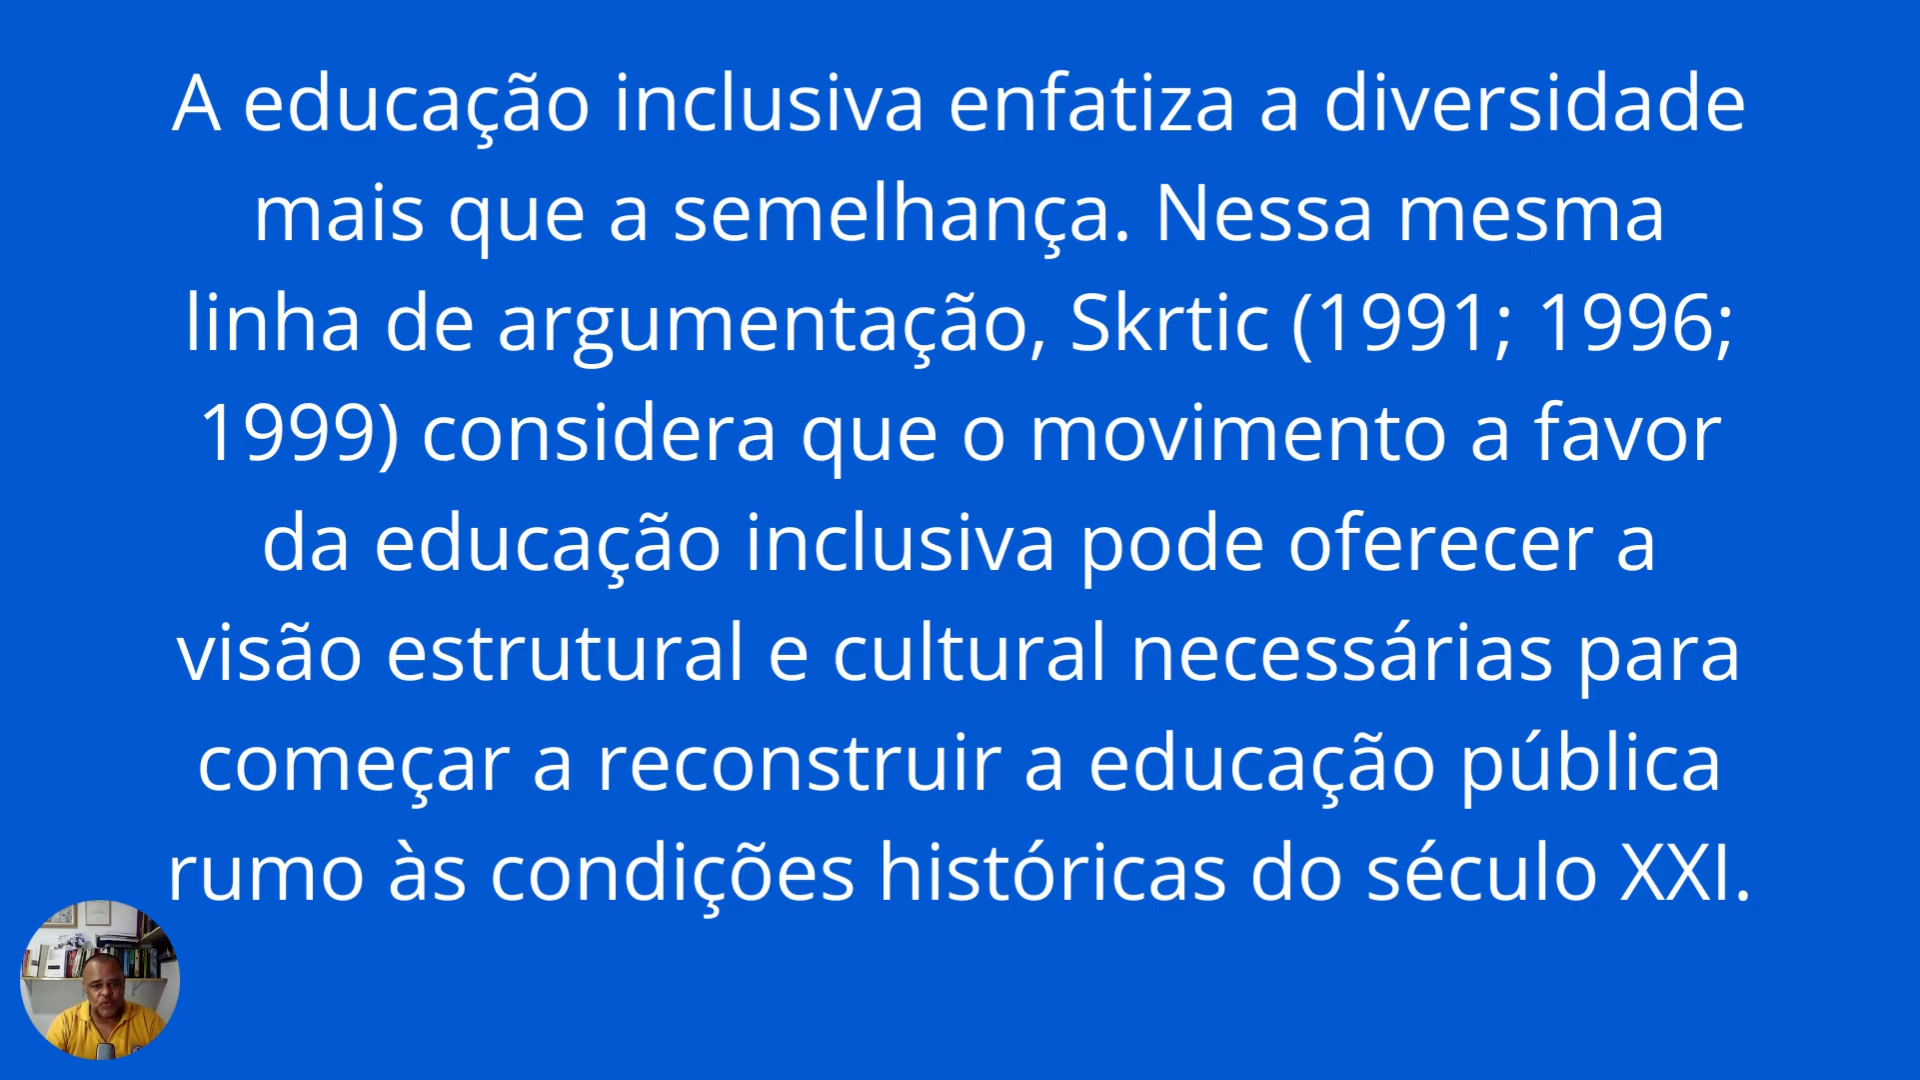 A educação inclusiva enfatiza a diversidade
mais que a semelhança. Nessa mesma
linha de argumentação, Skrtic (1991; 1996;
1999) considera que o movimento a favor
da educação inclusiva pode oferecer a
visão estrutural e cultural necessárias para
começar a reconstruir a educação pública
rumo às condições históricas do século XXI.